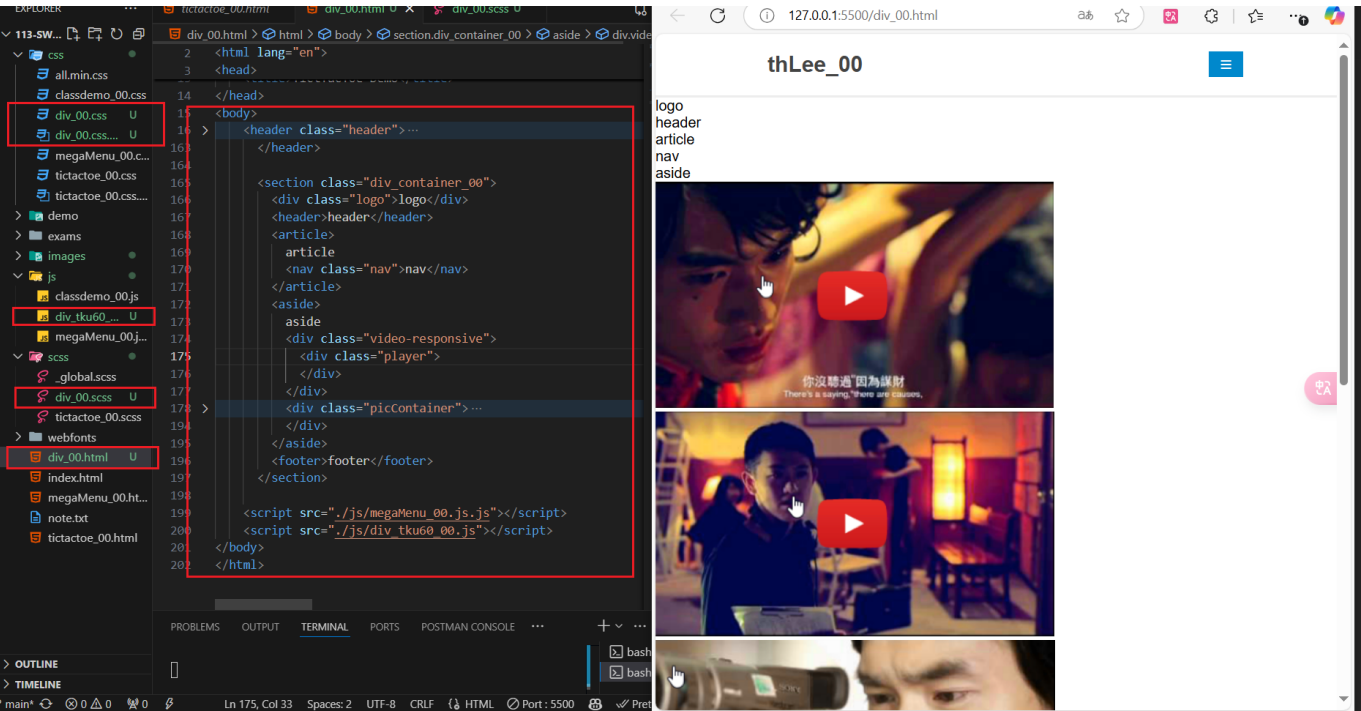 EXPLORER
113-SW...
css
all.min.css
classdemo_00.css
div_00.css U
div_00.css.... U
megaMenu_00.c...
tictactoe_00.css
tictactoe_00.css....
demo
exams
images
js
classdemo_00.js
div_tku60_... U
megaMenu_00.j...
scss
_global.scss
div_00.scss U
tictactoe_00.scss
webfonts
div_00.html U
index.html
megaMenu_00.ht...
note.txt
tictactoe_00.html
OUTLINE
TIMELINE
tictactoe_00.html div_00.html U div_00.scss U
div_00.html > html > body > section.div_container_00 > aside > div.vide
2 <html lang="en">
3 <head>
14 </head>
15 <body>
16 <header class="header">…
163 </header>
164
165 <section class="div_container_00">
166 <div class="logo">logo</div>
167 <header>header</header>
168 <article>
169 article
170 <nav class="nav">nav</nav>
171 </article>
172 <aside>
173 aside
174 <div class="video-responsive">
175 <div class="player">
176 </div>
177 </div>
178 <div class="picContainer">…
194 </div>
195 </aside>
196 <footer>footer</footer>
197 </section>
198
199 <script src="./js/megaMenu_00.js.js"></script>
200 <script src="./js/div_tku60_00.js"></script>
201 </body>
202 </html>
PROBLEMS OUTPUT TERMINAL PORTS POSTMAN CONSOLE
bash
bash
main* 0 0 0 Ln 175, Col 33 Spaces: 2 UTF-8 CRLF HTML Port : 5500 Pret
127.0.0.1:5500/div_00.html
thLee_00
logo
header
article
nav
aside
你沒聽過"因為謀財
There's a saying,"there are causes,
SONY